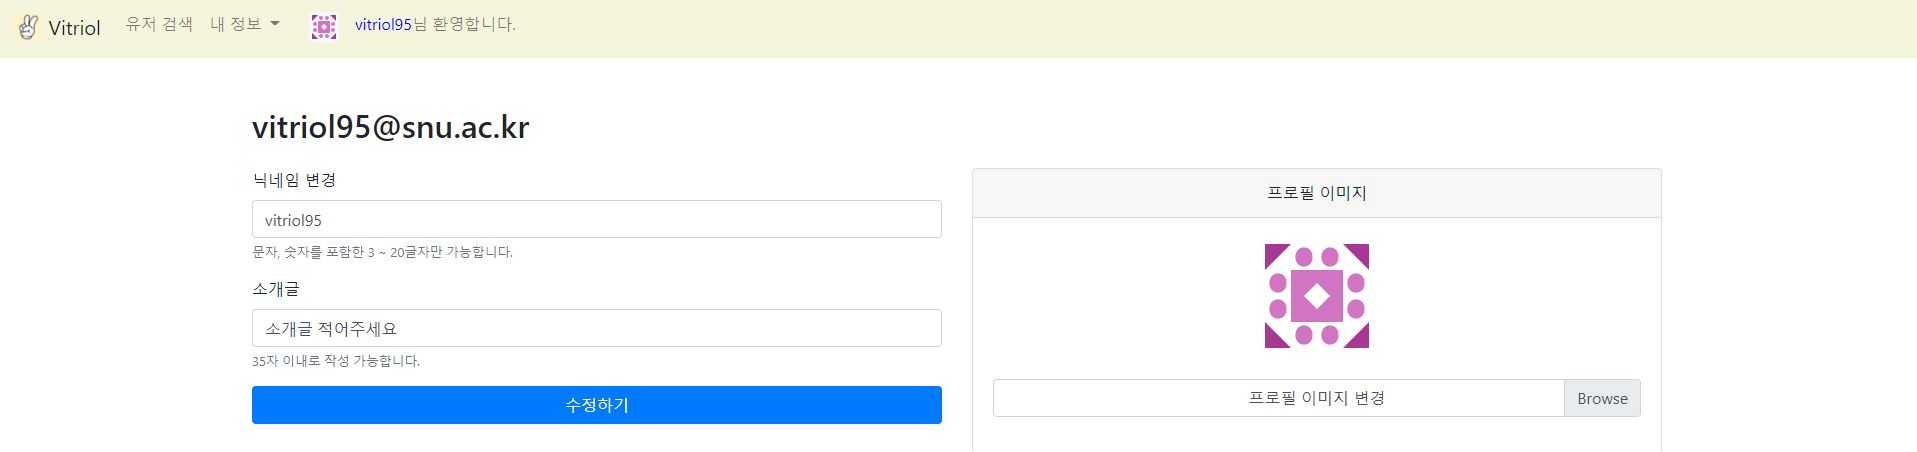 Vitriol 유저 검색 내 정보 vitriol95님 환영합니다.
vitriol95@snu.ac.kr
닉네임 변경
vitriol95
문자, 숫자를 포함한 3 ~ 20글자만 가능합니다.
소개글
소개글 적어주세요
35자 이내로 작성 가능합니다.
수정하기
프로필 이미지
프로필 이미지 변경 Browse